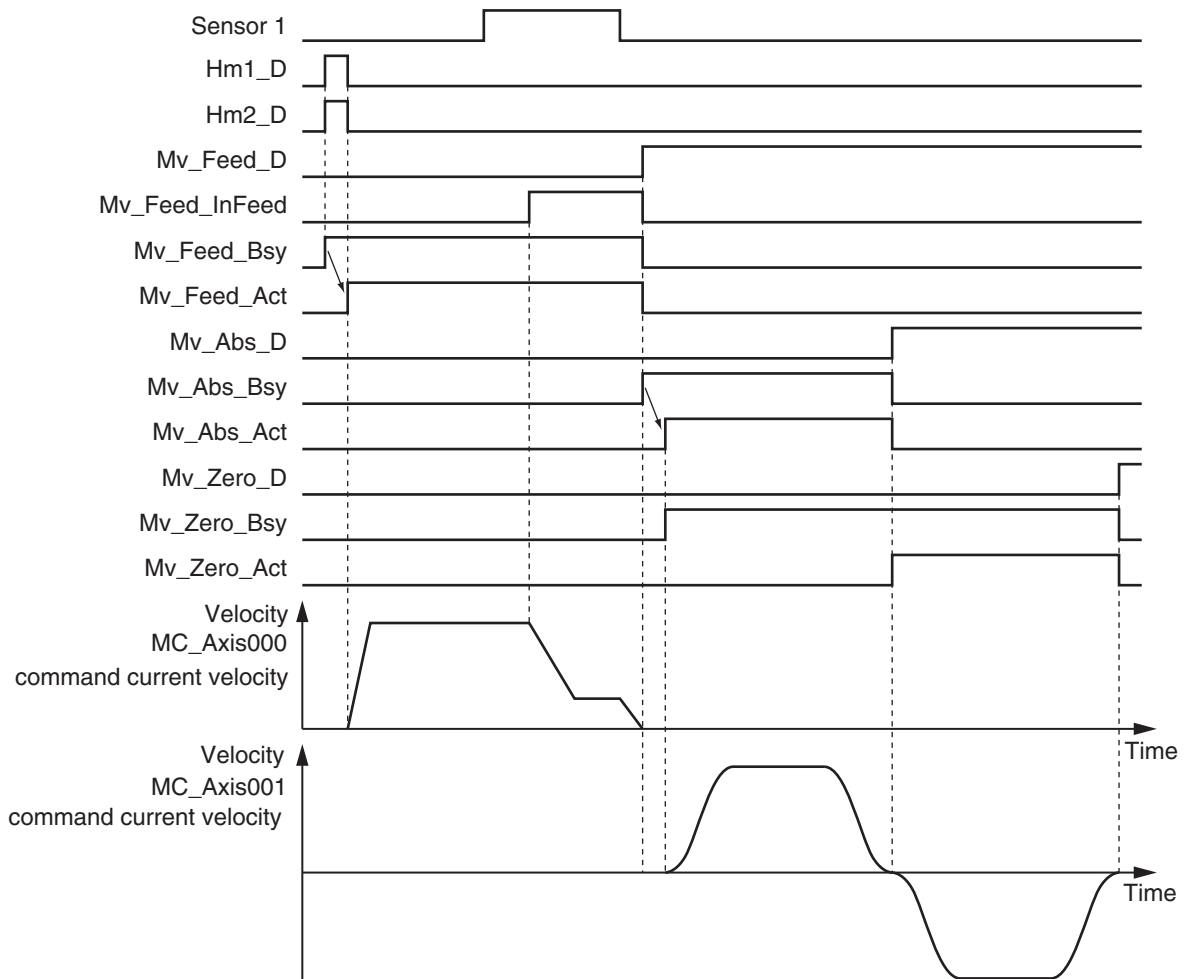 Sensor 1
Hm1_D
Hm2_D
Mv_Feed_D
Mv_Feed_InFeed
Mv_Feed_Bsy
Mv_Feed_Act
Mv_Abs_D
Mv_Abs_Bsy
Mv_Abs_Act
Mv_Zero_D
Mv_Zero_Bsy
Mv_Zero_Act
Velocity
MC_Axis000
command current velocity
Time
Velocity
MC_Axis001
command current velocity
Time